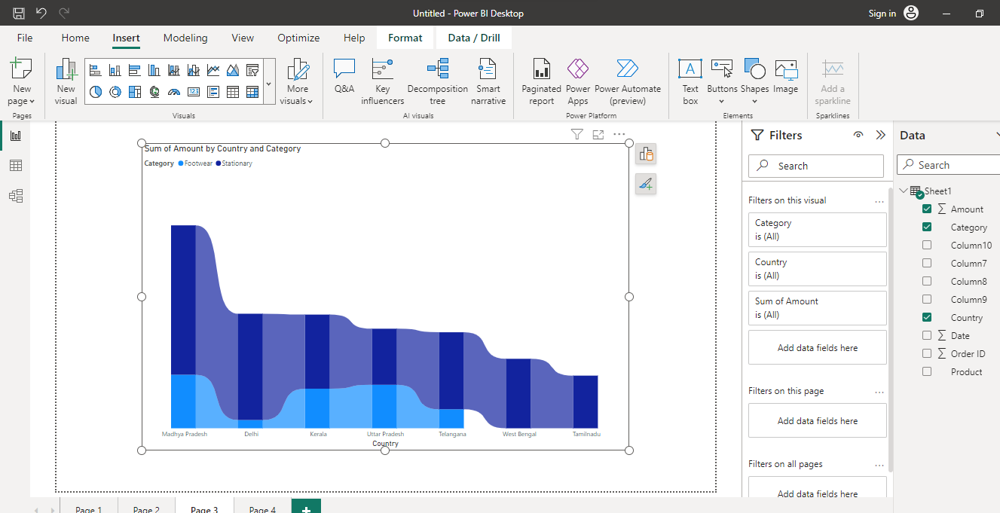 Untitled - Power BI Desktop
Sign in
File Home Insert Modeling View Optimize Help Format Data / Drill
New page
New visual
123
More visuals
Q&A
Key influencers
Decomposition tree
Smart narrative
Paginated report
Power Apps
Power Automate (preview)
A
Text box
Buttons
Shapes
Image
Add a sparkline
Pages Visuals AI visuals Power Platform Elements Sparklines
Sum of Amount by Country and Category
Category Footwear Stationary
Madhya Pradesh Delhi Kerala Uttar Pradesh Telangana West Bengal Tamilnadu
Country
Filters
Search
Filters on this visual ...
Category
is (All)
Country
is (All)
Sum of Amount
is (All)
Add data fields here
Filters on this page ...
Add data fields here
Filters on all pages ...
Add data fields here
Data
Search
Sheet1
∑ Amount
Category
Column10
Column7
Column8
Column9
Country
∑ Date
∑ Order ID
Product
Page 1 Page 2 Page 3 Page 4 +